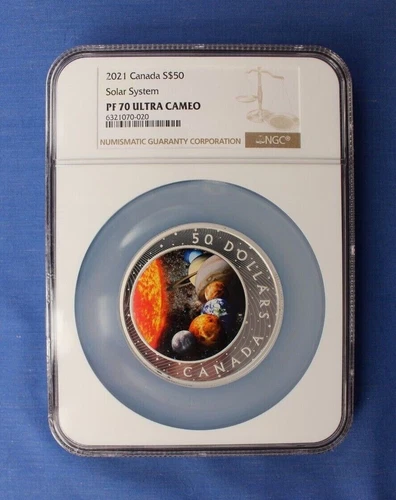 2021 Canada S$50
Solar System
PF 70 ULTRA CAMEO
6321070-020
NUMISMATIC GUARANTY CORPORATION
NGC®
50 DOLLARS
CANADA